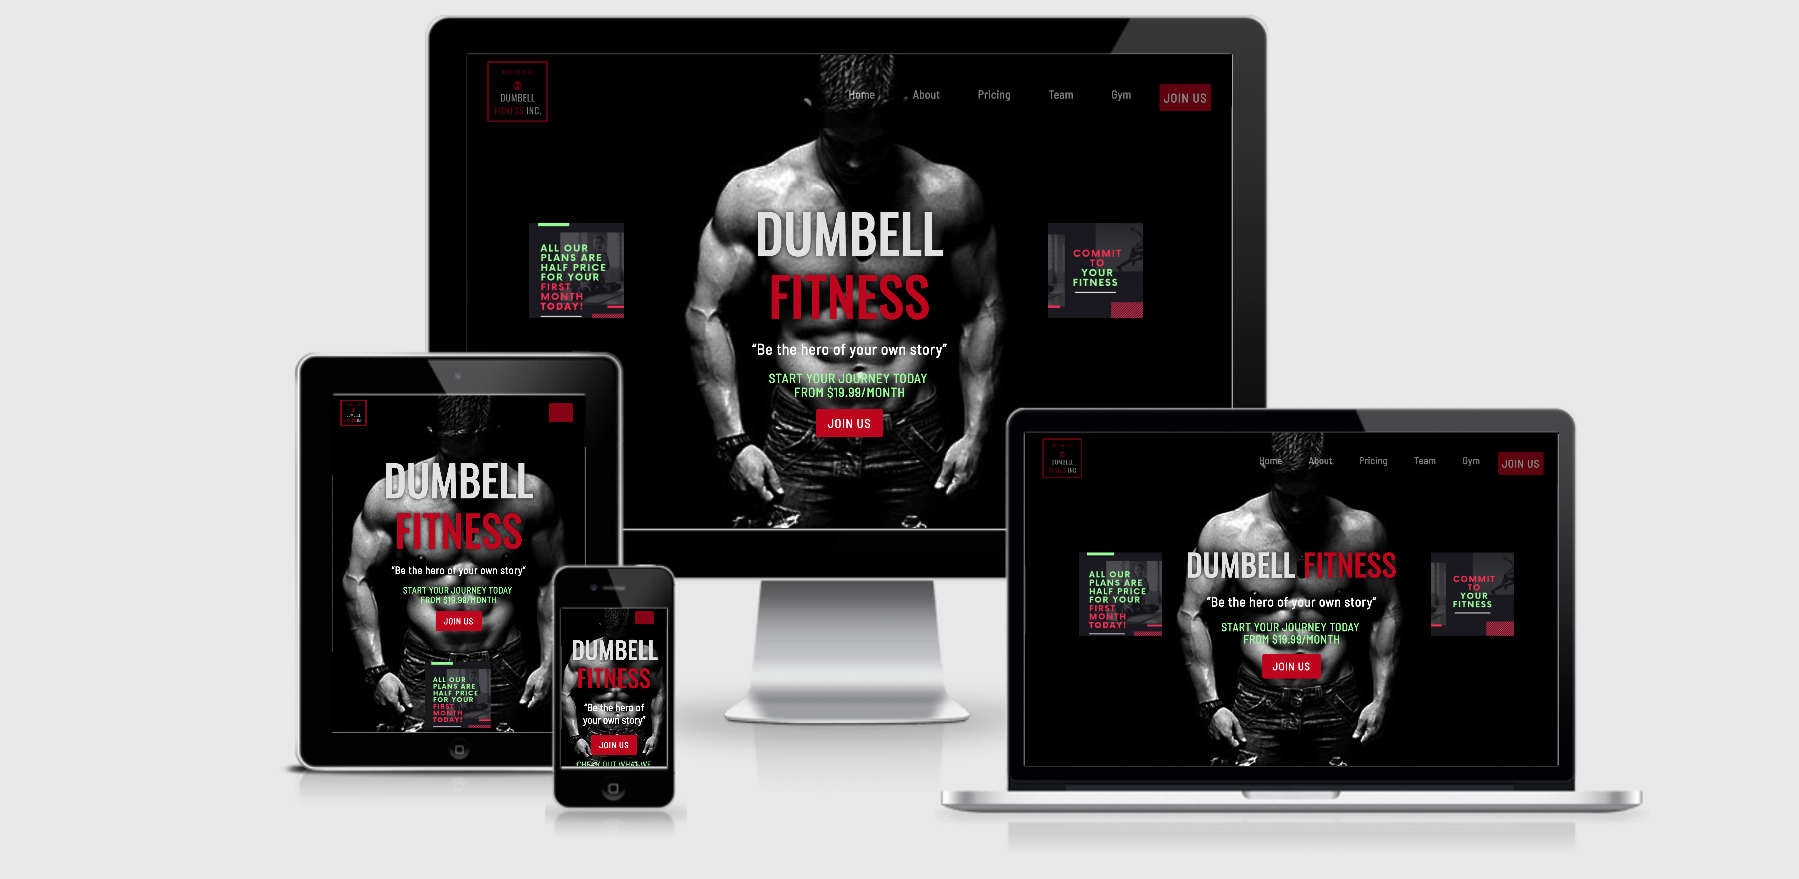 DUMBELL
FITNESS INC.
Home About Pricing Team Gym JOIN US
ALL OUR
PLANS ARE
HALF PRICE
FOR YOUR
FIRST
MONTH
TODAY!
DUMBELL
FITNESS
“Be the hero of your own story”
START YOUR JOURNEY TODAY
FROM $19.99/MONTH
JOIN US
COMMIT
TO
YOUR
FITNESS
DUMBELL
FITNESS
“Be the hero of your own story”
START YOUR JOURNEY TODAY
FROM $19.99/MONTH
JOIN US
ALL OUR
PLANS ARE
HALF PRICE
FOR YOUR
FIRST
MONTH
TODAY!
DUMBELL
FITNESS
“Be the hero of
your own story”
JOIN US
CHECK OUT WHAT WE
DUMBELL
FITNESS INC.
Home About Pricing Team Gym JOIN US
ALL OUR
PLANS ARE
HALF PRICE
FOR YOUR
FIRST
MONTH
TODAY!
DUMBELL FITNESS
“Be the hero of your own story”
START YOUR JOURNEY TODAY
FROM $19.99/MONTH
JOIN US
COMMIT
TO
YOUR
FITNESS